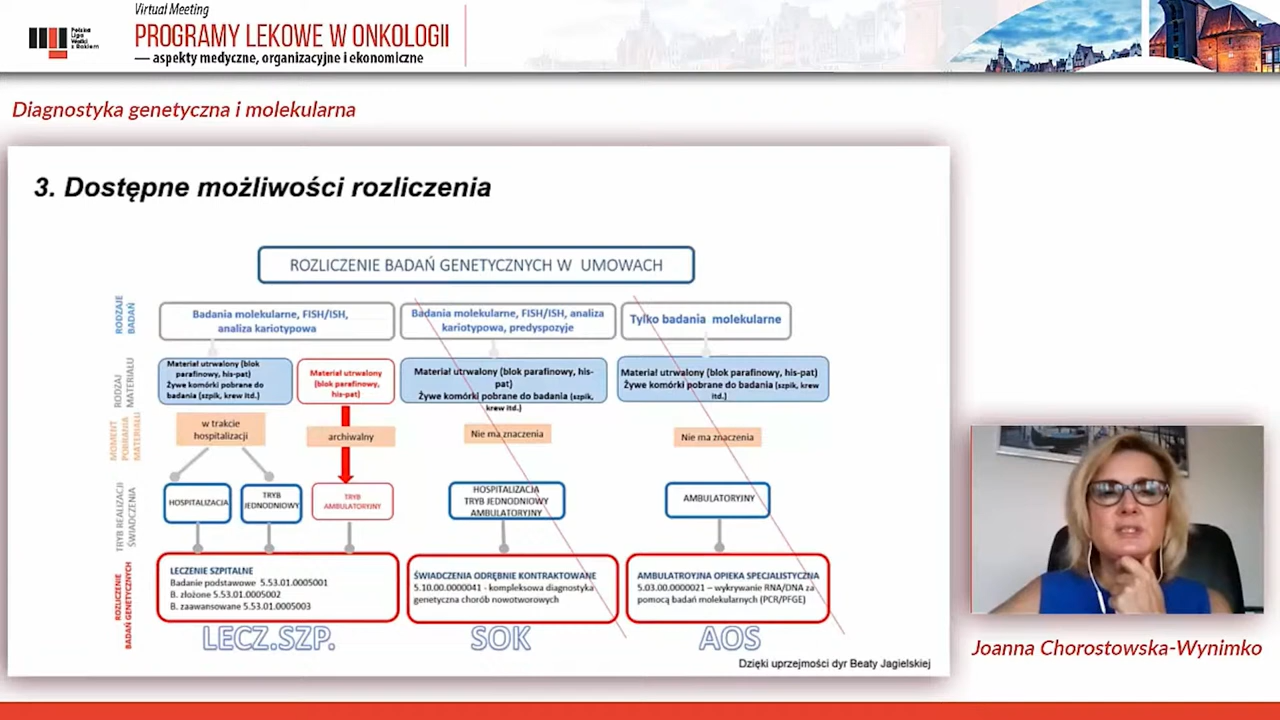 Polska
Liga
Walki
z Rakiem
Virtual Meeting
PROGRAMY LEKOWE W ONKOLOGII
— aspekty medyczne, organizacyjne i ekonomiczne
Diagnostyka genetyczna i molekularna
3. Dostępne możliwości rozliczenia
ROZLICZENIE BADAŃ GENETYCZNYCH W UMOWACH
RODZAJE
BADAŃ
Badania molekularne, FISH/ISH,
analiza kariotypowa
Badania molekularne, FISH/ISH, analiza
kariotypowa, predyspozycje
Tylko badania molekularne
RODZAJ
MATERIAŁU
Materiał utrwalony (blok
parafinowy, his-pat)
Żywe komórki pobrane do
badania (szpik, krew itd.)
Materiał utrwalony
(blok parafinowy,
his-pat)
Materiał utrwalony (blok parafinowy, his-
pat)
Żywe komórki pobrane do badania (szpik,
krew itd.)
Materiał utrwalony (blok parafinowy, his-pat)
Żywe komórki pobrane do badania (szpik, krew
itd.)
MOMENT
POBRANIA
MATERIAŁU
w trakcie
hospitalizacji
archiwalny
Nie ma znaczenia
Nie ma znaczenia
TRYB REALIZACJI
ŚWIADCZENIA
HOSPITALIZACJA
TRYB
JEDNODNIOWY
TRYB
AMBULATORYJNY
HOSPITALIZACJA
TRYB JEDNODNIOWY
AMBULATORYJNY
AMBULATORYJNY
ROZLICZENIE
BADAŃ GENETYCZNYCH
LECZENIE SZPITALNE
Badanie podstawowe 5.53.01.0005001
B. złożone 5.53.01.0005002
B. zaawansowane 5.53.01.0005003
ŚWIADCZENIA ODRĘBNIE KONTRAKTOWANE
5.10.00.0000041 - kompleksowa diagnostyka
genetyczna chorób nowotworowych
AMBULATROYJNA OPIEKA SPECJALISTYCZNA
5.03.00.0000021 – wykrywanie RNA/DNA za
pomocą badań molekularnych (PCR/PFGE)
LECZ.SZP.
SOK
AOS
Dzięki uprzejmości dyr Beaty Jagielskiej
Joanna Chorostowska-Wynimko